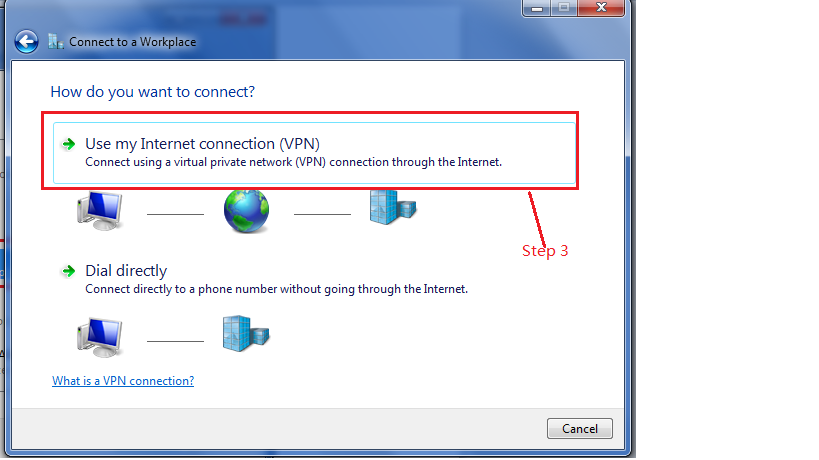 Connect to a Workplace
How do you want to connect?
Use my Internet connection (VPN)
Connect using a virtual private network (VPN) connection through the Internet.
Step 3
Dial directly
Connect directly to a phone number without going through the Internet.
What is a VPN connection?
Cancel